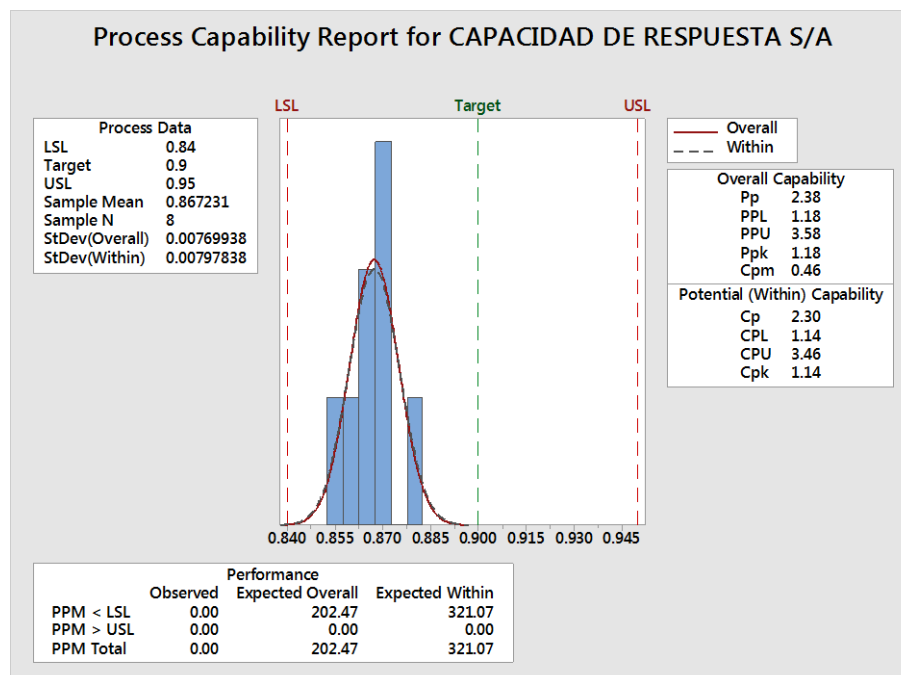 Process Capability Report for CAPACIDAD DE RESPUESTA S/A
LSL Target USL
Process Data
LSL 0.84
Target 0.9
USL 0.95
Sample Mean 0.867231
Sample N 8
StDev(Overall) 0.00769938
StDev(Within) 0.00797838
Overall
Within
Overall Capability
Pp 2.38
PPL 1.18
PPU 3.58
Ppk 1.18
Cpm 0.46
Potential (Within) Capability
Cp 2.30
CPL 1.14
CPU 3.46
Cpk 1.14
0.840 0.855 0.870 0.885 0.900 0.915 0.930 0.945
Performance
Observed Expected Overall Expected Within
PPM < LSL 0.00 202.47 321.07
PPM > USL 0.00 0.00 0.00
PPM Total 0.00 202.47 321.07